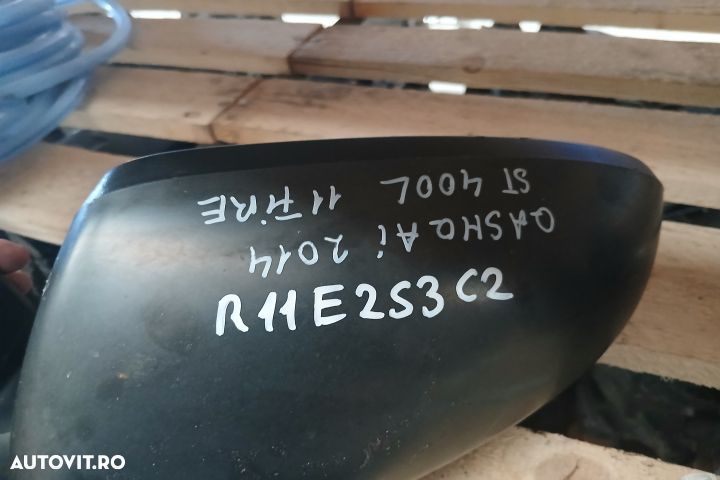 QASHQAi 2014
ST 400L 11 FiRE
R11E2S3C2
AUTOVIT.RO